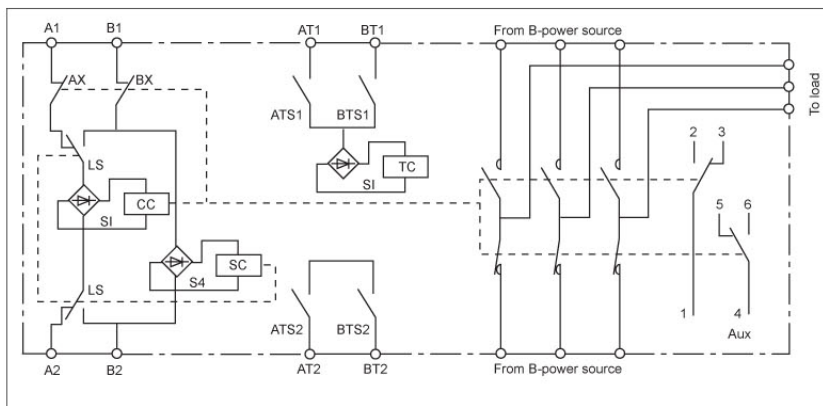 A1 B1 AT1 BT1 From B-power source
AX BX
ATS1 BTS1
To load
2 3
LS
TC
SI
CC
SI
5 6
SC
S4
LS
ATS2 BTS2
1 4
Aux
A2 B2 AT2 BT2 From B-power source